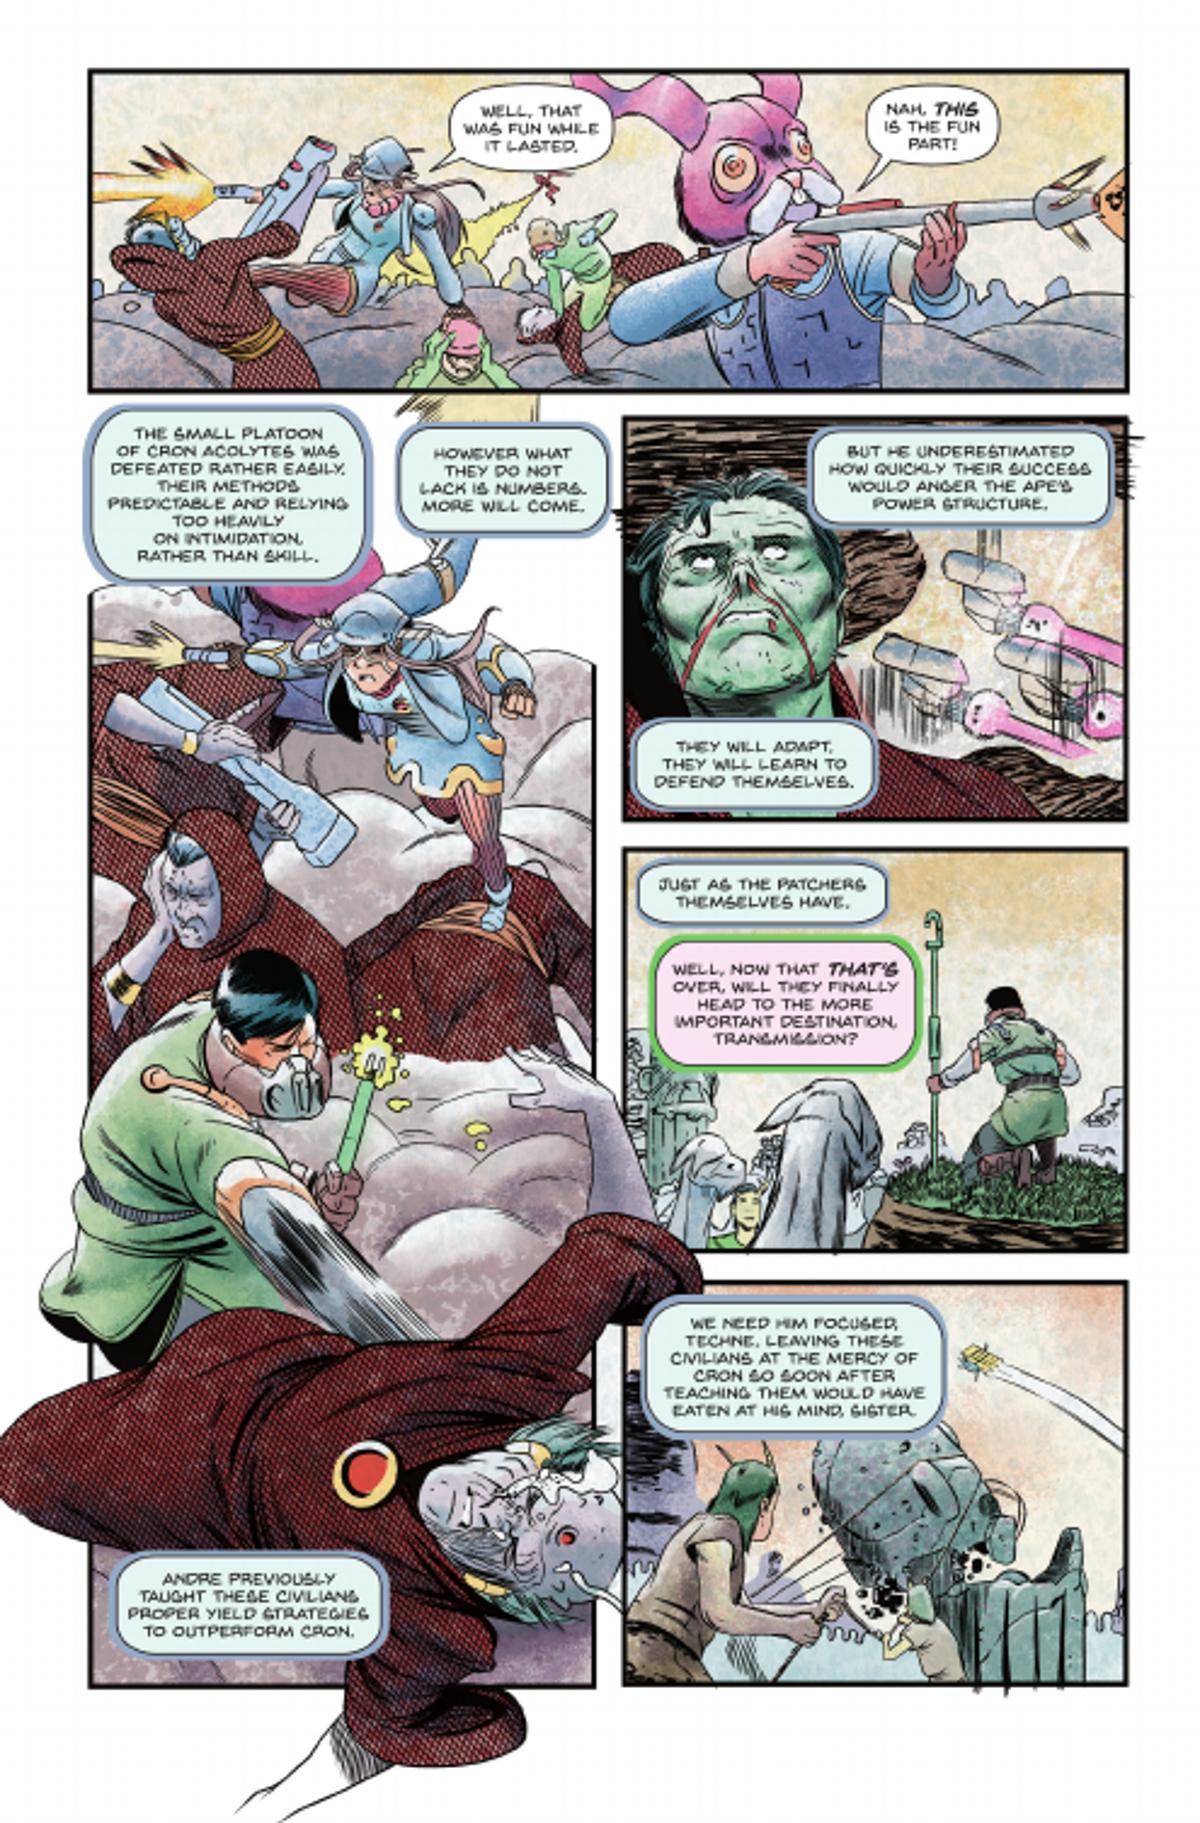 WELL, THAT
WAS FUN WHILE
IT LASTED.
NAH, THIS
IS THE FUN
PART!
THE SMALL PLATOON
OF CRON ACOLYTES WAS
DEFEATED RATHER EASILY.
THEIR METHODS
PREDICTABLE AND RELYING
TOO HEAVILY
ON INTIMIDATION,
RATHER THAN SKILL.
HOWEVER WHAT
THEY DO NOT
LACK IS NUMBERS.
MORE WILL COME.
ANDRE PREVIOUSLY
TAUGHT THESE CIVILIANS
PROPER YIELD STRATEGIES
TO OUTPERFORM CRON.
BUT HE UNDERESTIMATED
HOW QUICKLY THEIR SUCCESS
WOULD ANGER THE APE'S
POWER STRUCTURE.
THEY WILL ADAPT,
THEY WILL LEARN TO
DEFEND THEMSELVES.
JUST AS THE PATCHERS
THEMSELVES HAVE.
WELL, NOW THAT THAT'S
OVER, WILL THEY FINALLY
HEAD TO THE MORE
IMPORTANT DESTINATION,
TRANSMISSION?
WE NEED HIM FOCUSED,
TECHNE. LEAVING THESE
CIVILIANS AT THE MERCY OF
CRON SO SOON AFTER
TEACHING THEM WOULD HAVE
EATEN AT HIS MIND, SISTER.